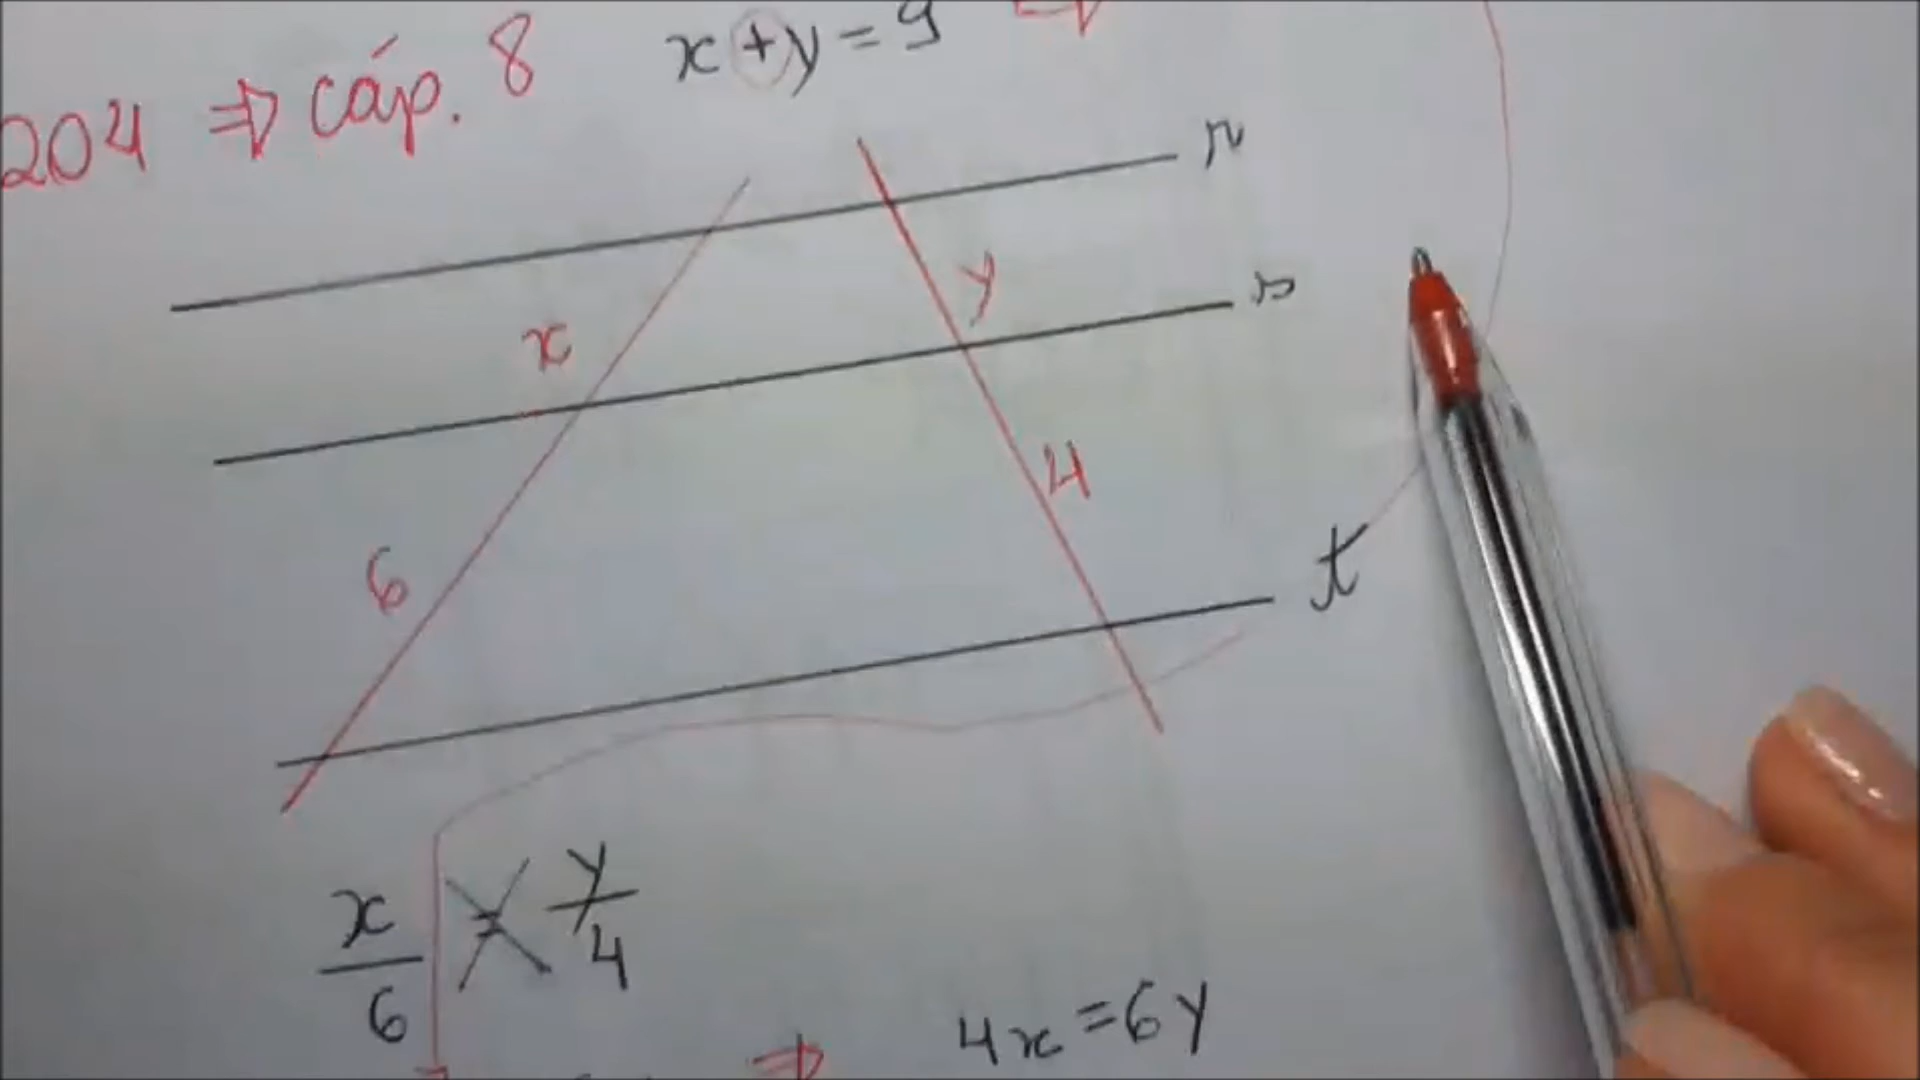 x+y=9
204 ⇒ cáp. 8
r
y
s
x
4
6
t
x/6 = y/4
⇒ 4x=6y